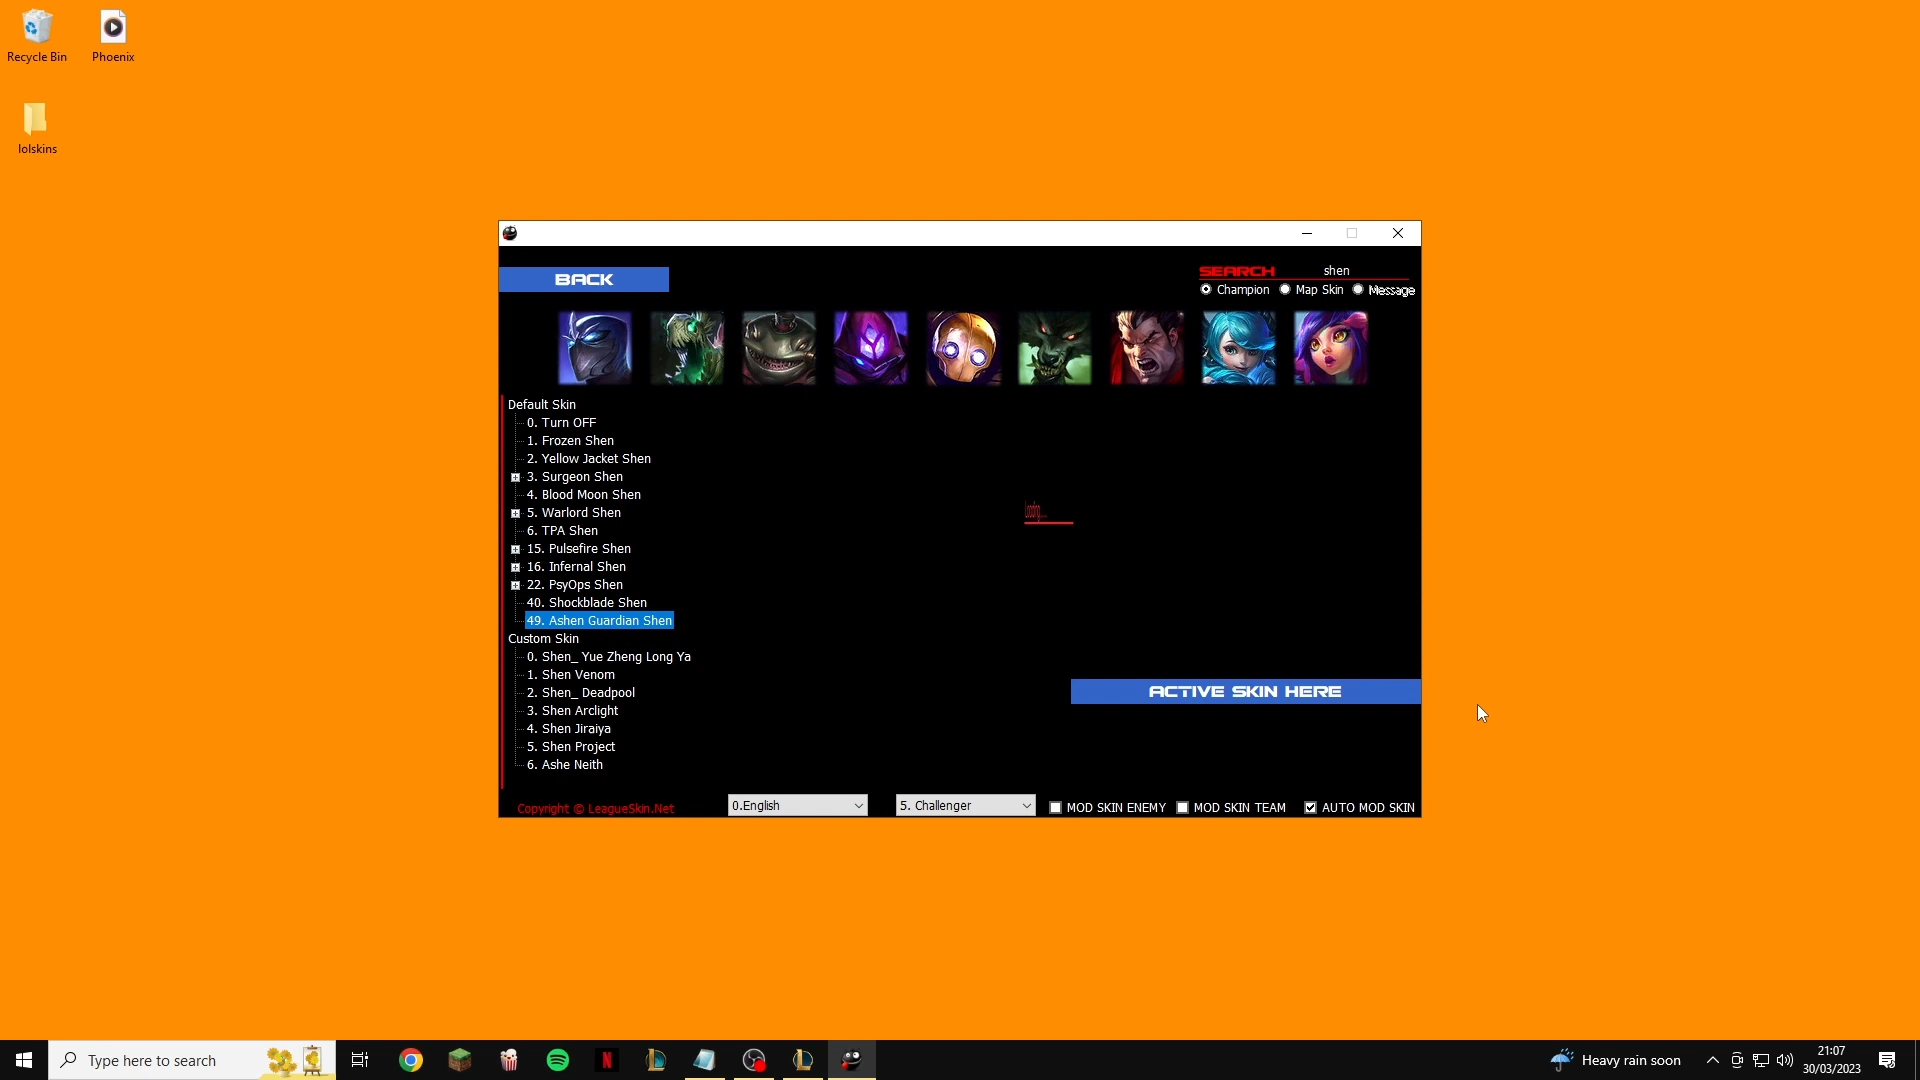 Recycle Bin
Phoenix
lolskins
BACK
SEARCH
shen
Champion
Map Skin
Message
Default Skin
0. Turn OFF
1. Frozen Shen
2. Yellow Jacket Shen
3. Surgeon Shen
4. Blood Moon Shen
5. Warlord Shen
6. TPA Shen
15. Pulsefire Shen
16. Infernal Shen
22. PsyOps Shen
40. Shockblade Shen
49. Ashen Guardian Shen
Custom Skin
0. Shen_ Yue Zheng Long Ya
1. Shen Venom
2. Shen_ Deadpool
3. Shen Arclight
4. Shen Jiraiya
5. Shen Project
6. Ashe Neith
Loading...
ACTIVE SKIN HERE
Copyright © LeagueSkin.Net
0.English
5. Challenger
MOD SKIN ENEMY
MOD SKIN TEAM
AUTO MOD SKIN
Type here to search
Heavy rain soon
21:07
30/03/2023